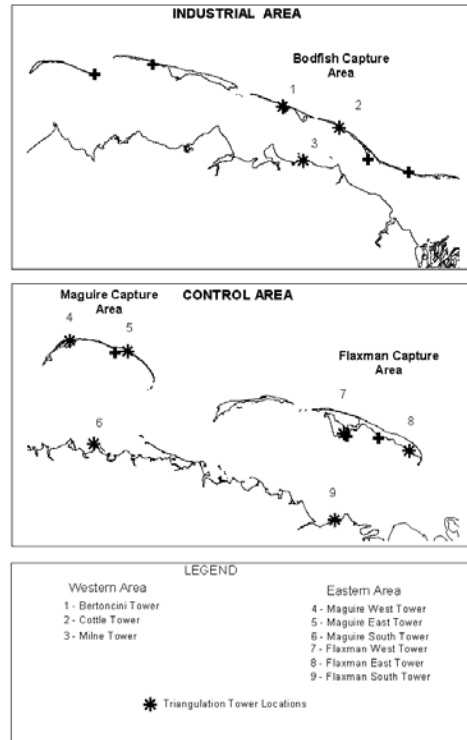 INDUSTRIAL AREA
Bodfish Capture
Area
1
2
3
CONTROL AREA
Maguire Capture
Area
4
5
Flaxman Capture
Area
7
8
6
9
LEGEND
Western Area
1 - Bertoncini Tower
2 - Cottle Tower
3 - Milne Tower
Eastern Area
4 - Maguire West Tower
5 - Maguire East Tower
6 - Maguire South Tower
7 - Flaxman West Tower
8 - Flaxman East Tower
9 - Flaxman South Tower
Triangulation Tower Locations